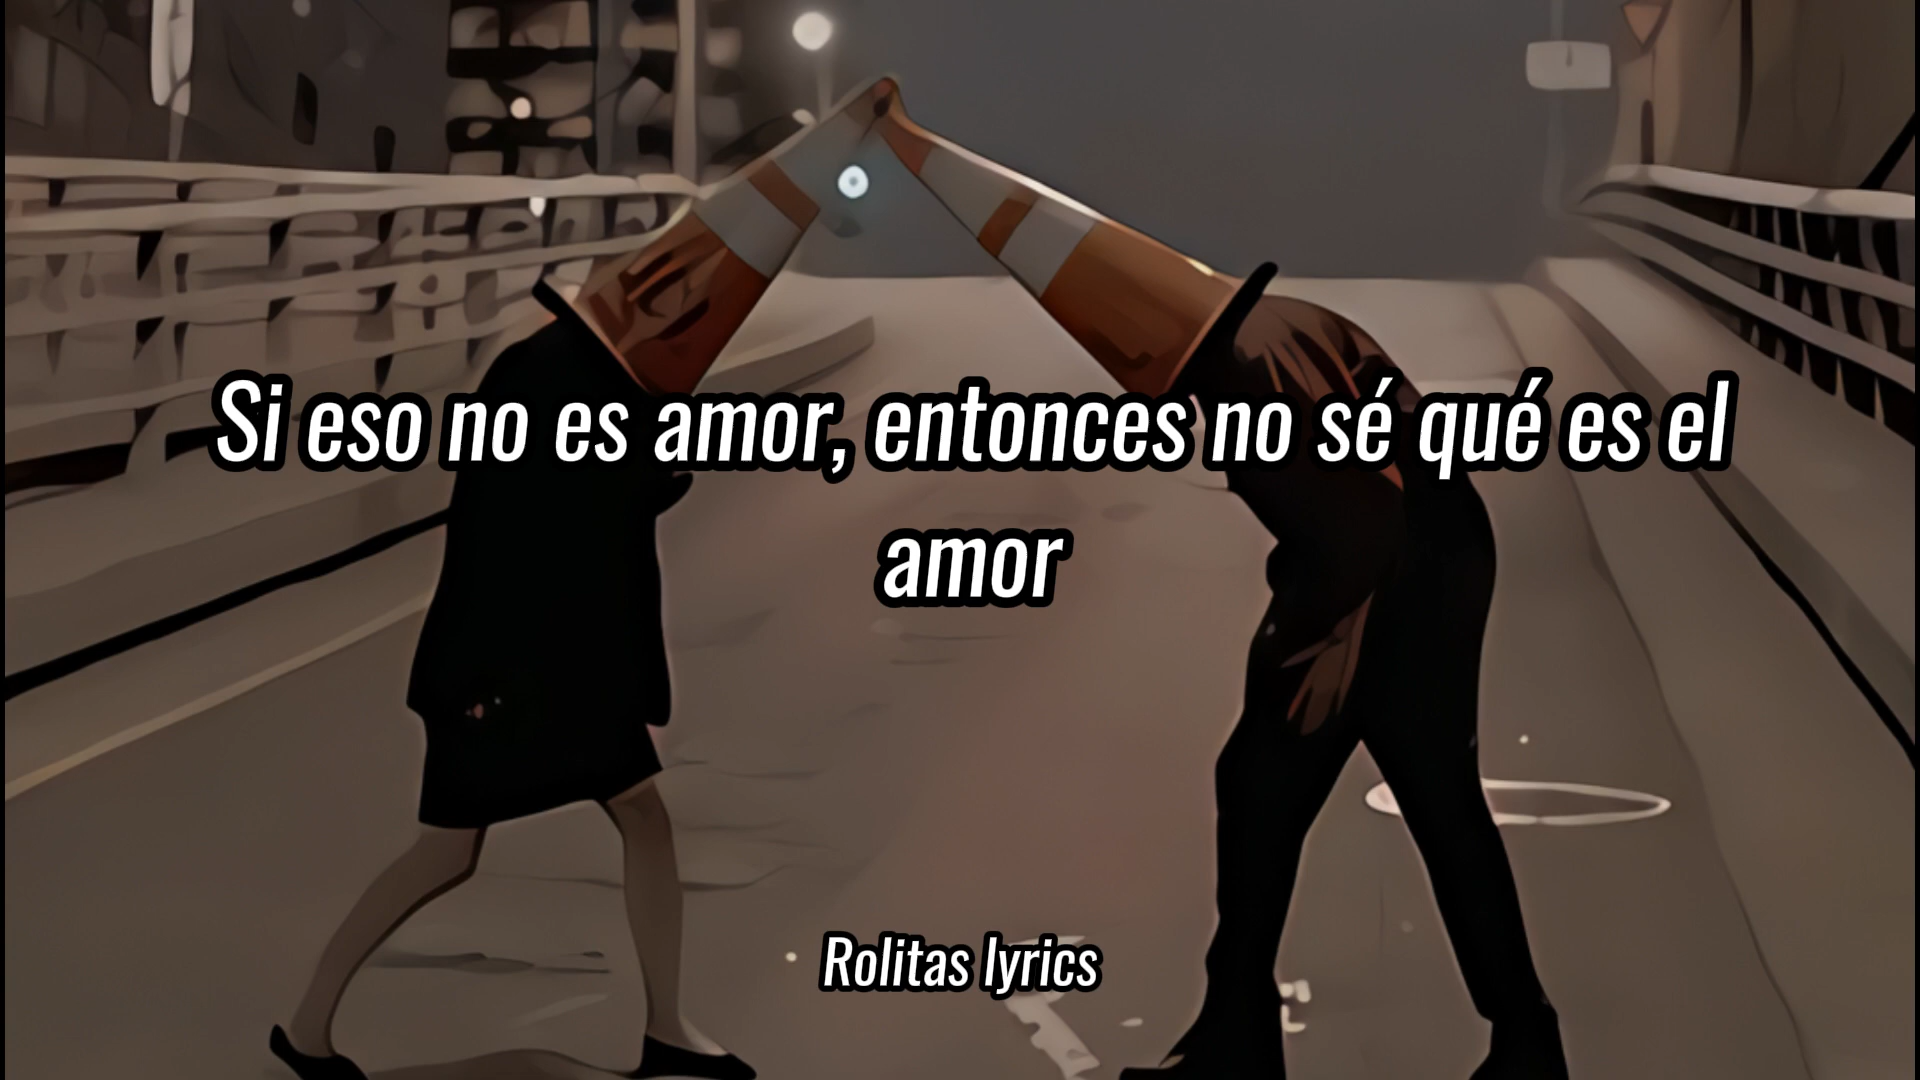 Si eso no es amor, entonces no sé qué es el
amor
Rolitas lyrics